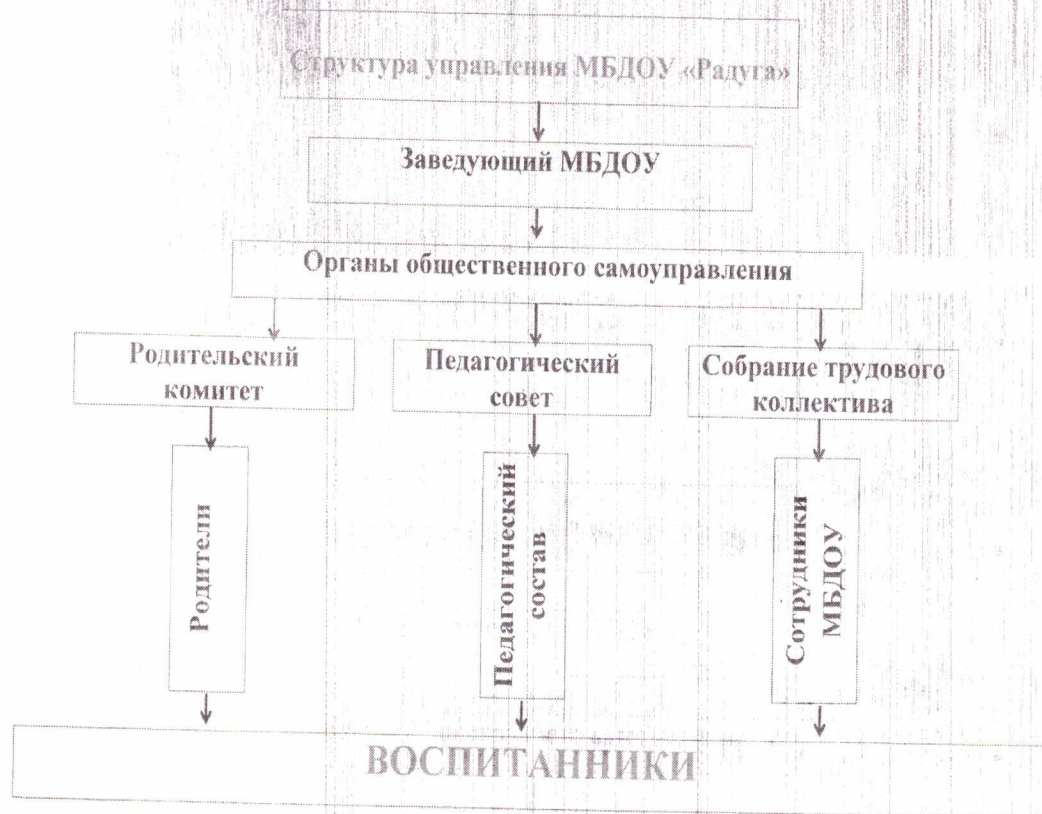 Структура управления МБДОУ «Радуга»
Заведующий МБДОУ
Органы общественного самоуправления
Родительский
комитет
Педагогический
совет
Собрание трудового
коллектива
Родители
Педагогический
состав
Сотрудники
МБДОУ
ВОСПИТАННИКИ